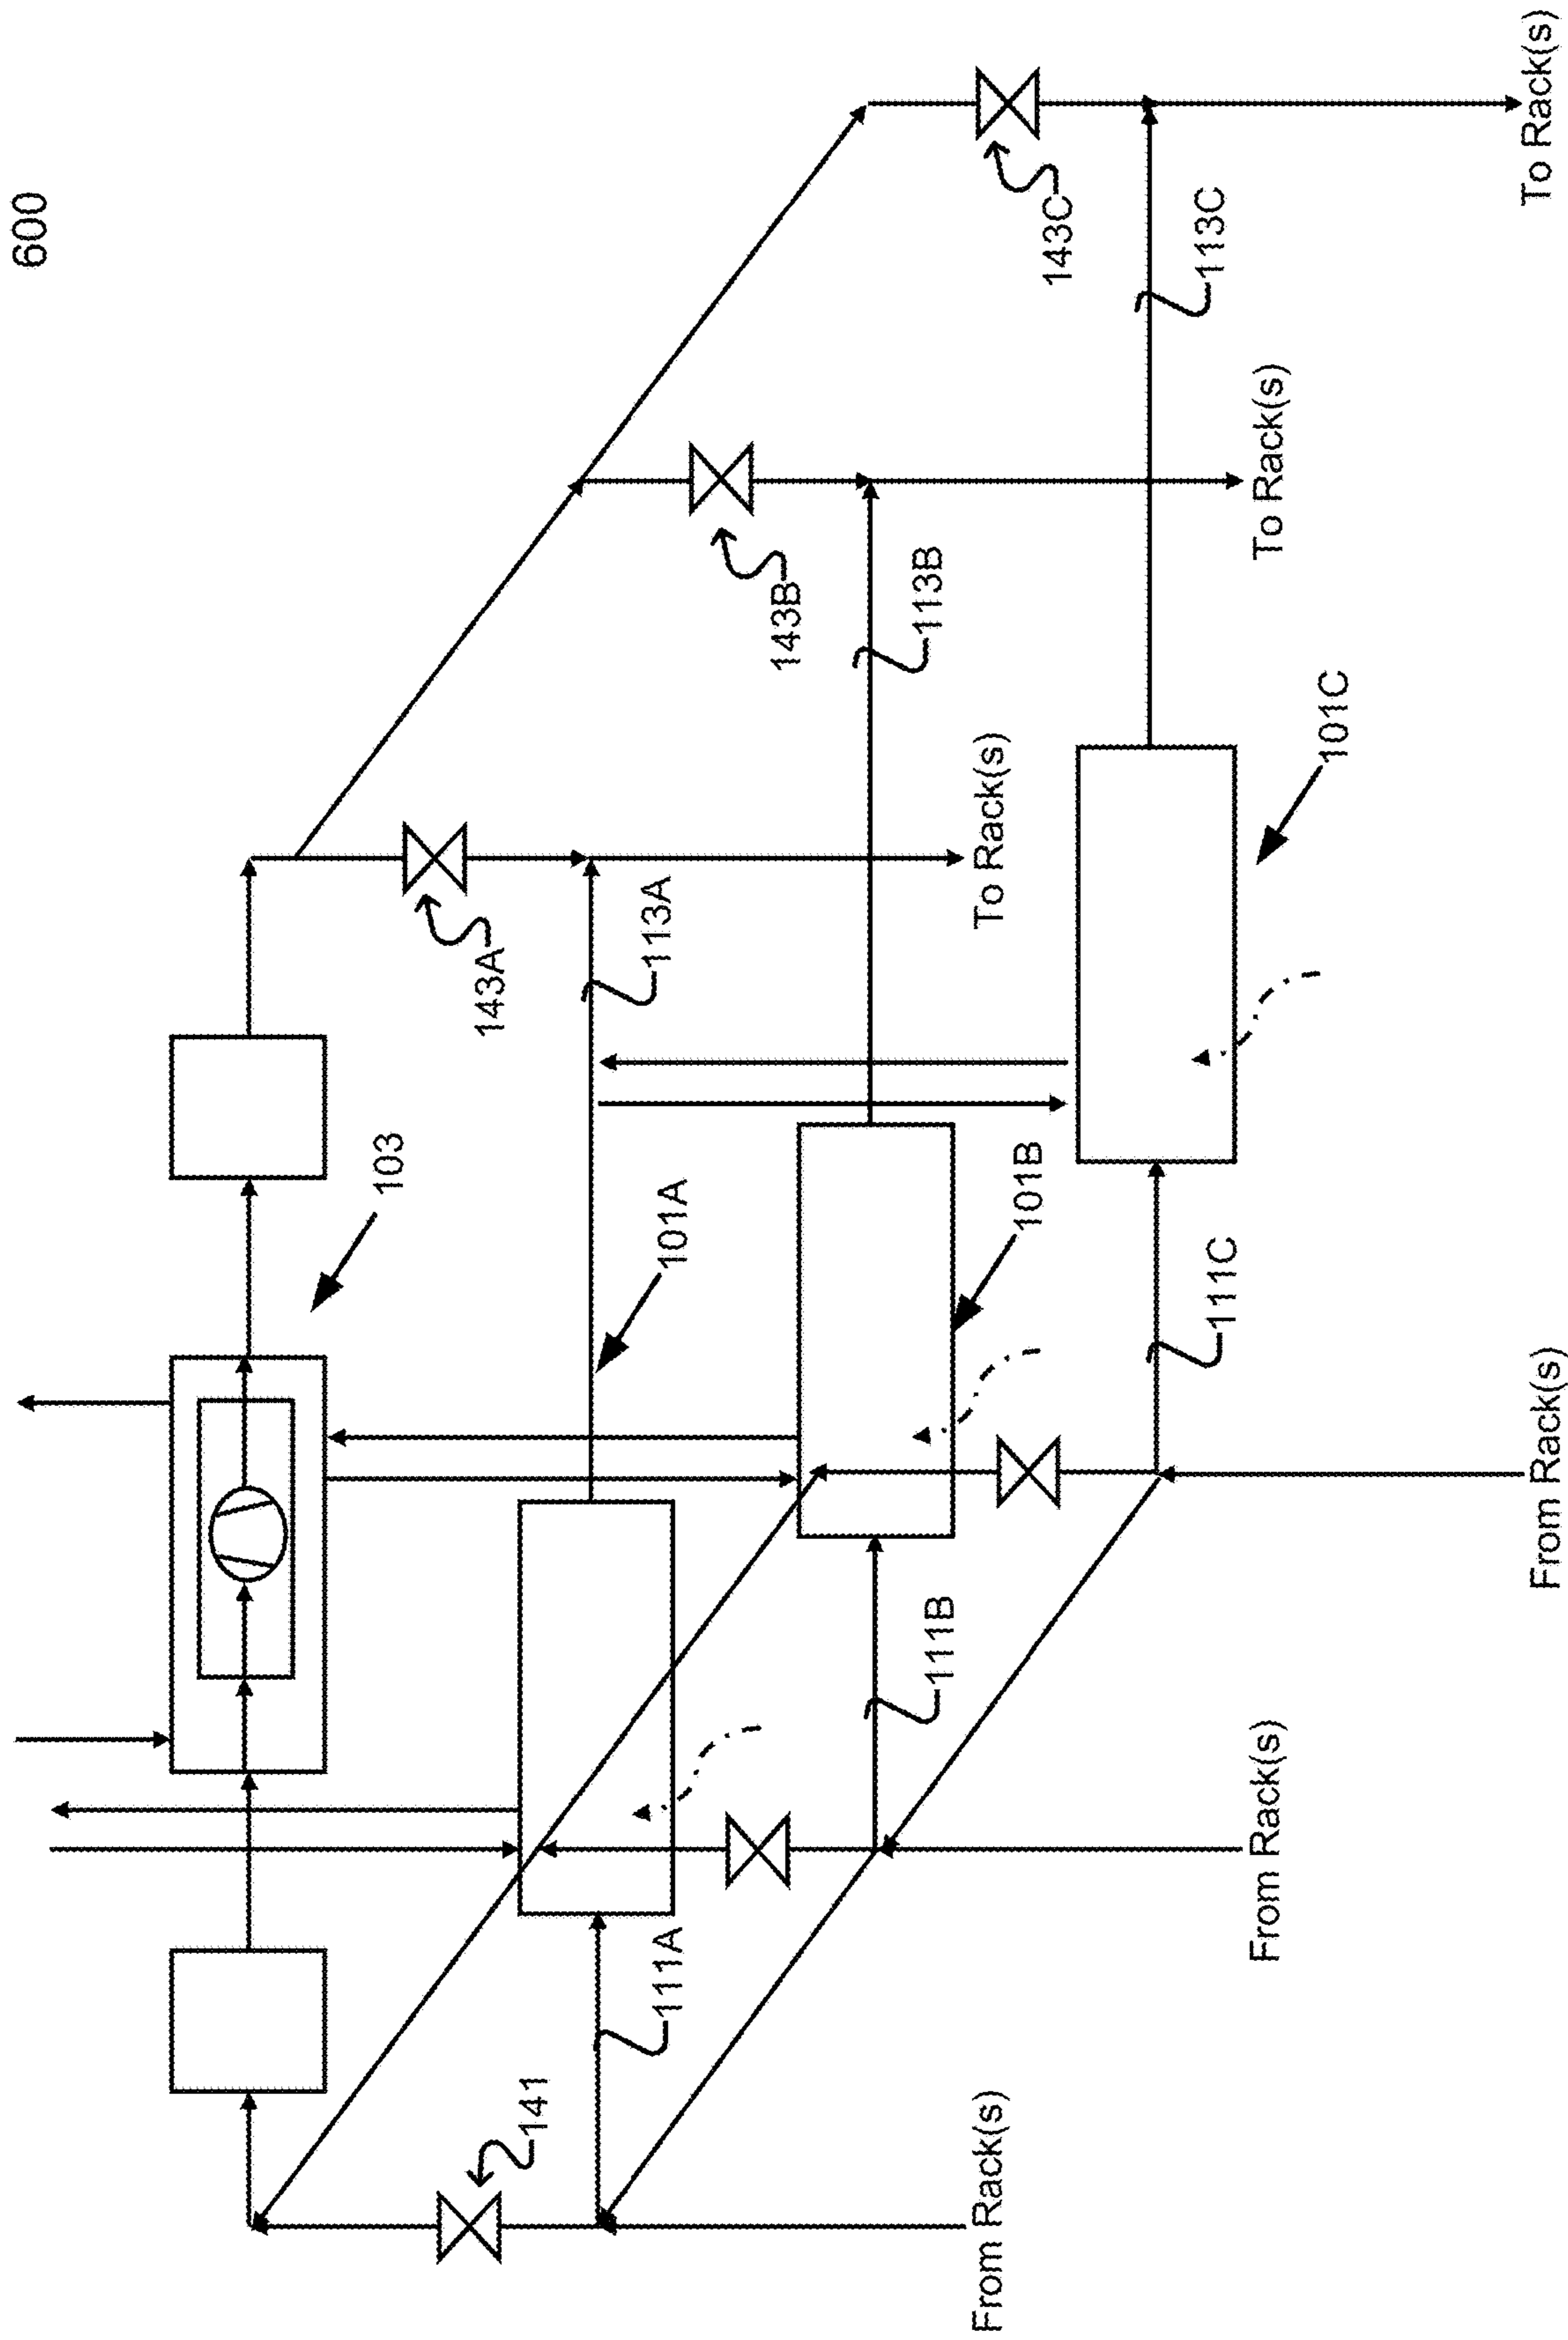 600
103
143A
143B
143C
141
111A
101A
113A
111B
101B
113B
111C
101C
113C
From Rack(s)
To Rack(s)
From Rack(s)
To Rack(s)
From Rack(s)
To Rack(s)